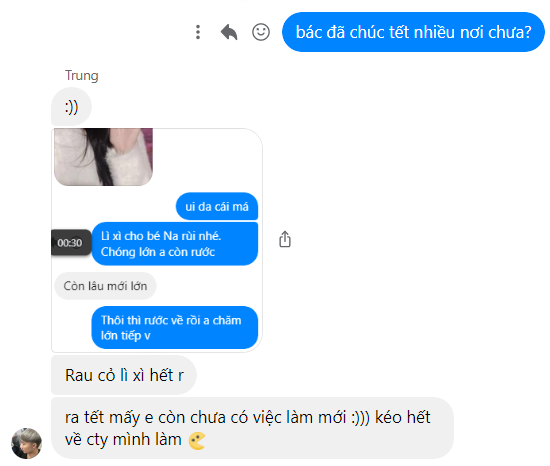 bác đã chúc tết nhiều nơi chưa?
Trung
:))
ui da cái má
Lì xì cho bé Na rùi nhé.
Chóng lớn a còn rước
00:30
Còn lâu mới lớn
Thôi thì rước về rồi a chăm
lớn tiếp v
Rau cỏ lì xì hết r
ra tết mấy e còn chưa có việc làm mới :))) kéo hết
về cty mình làm